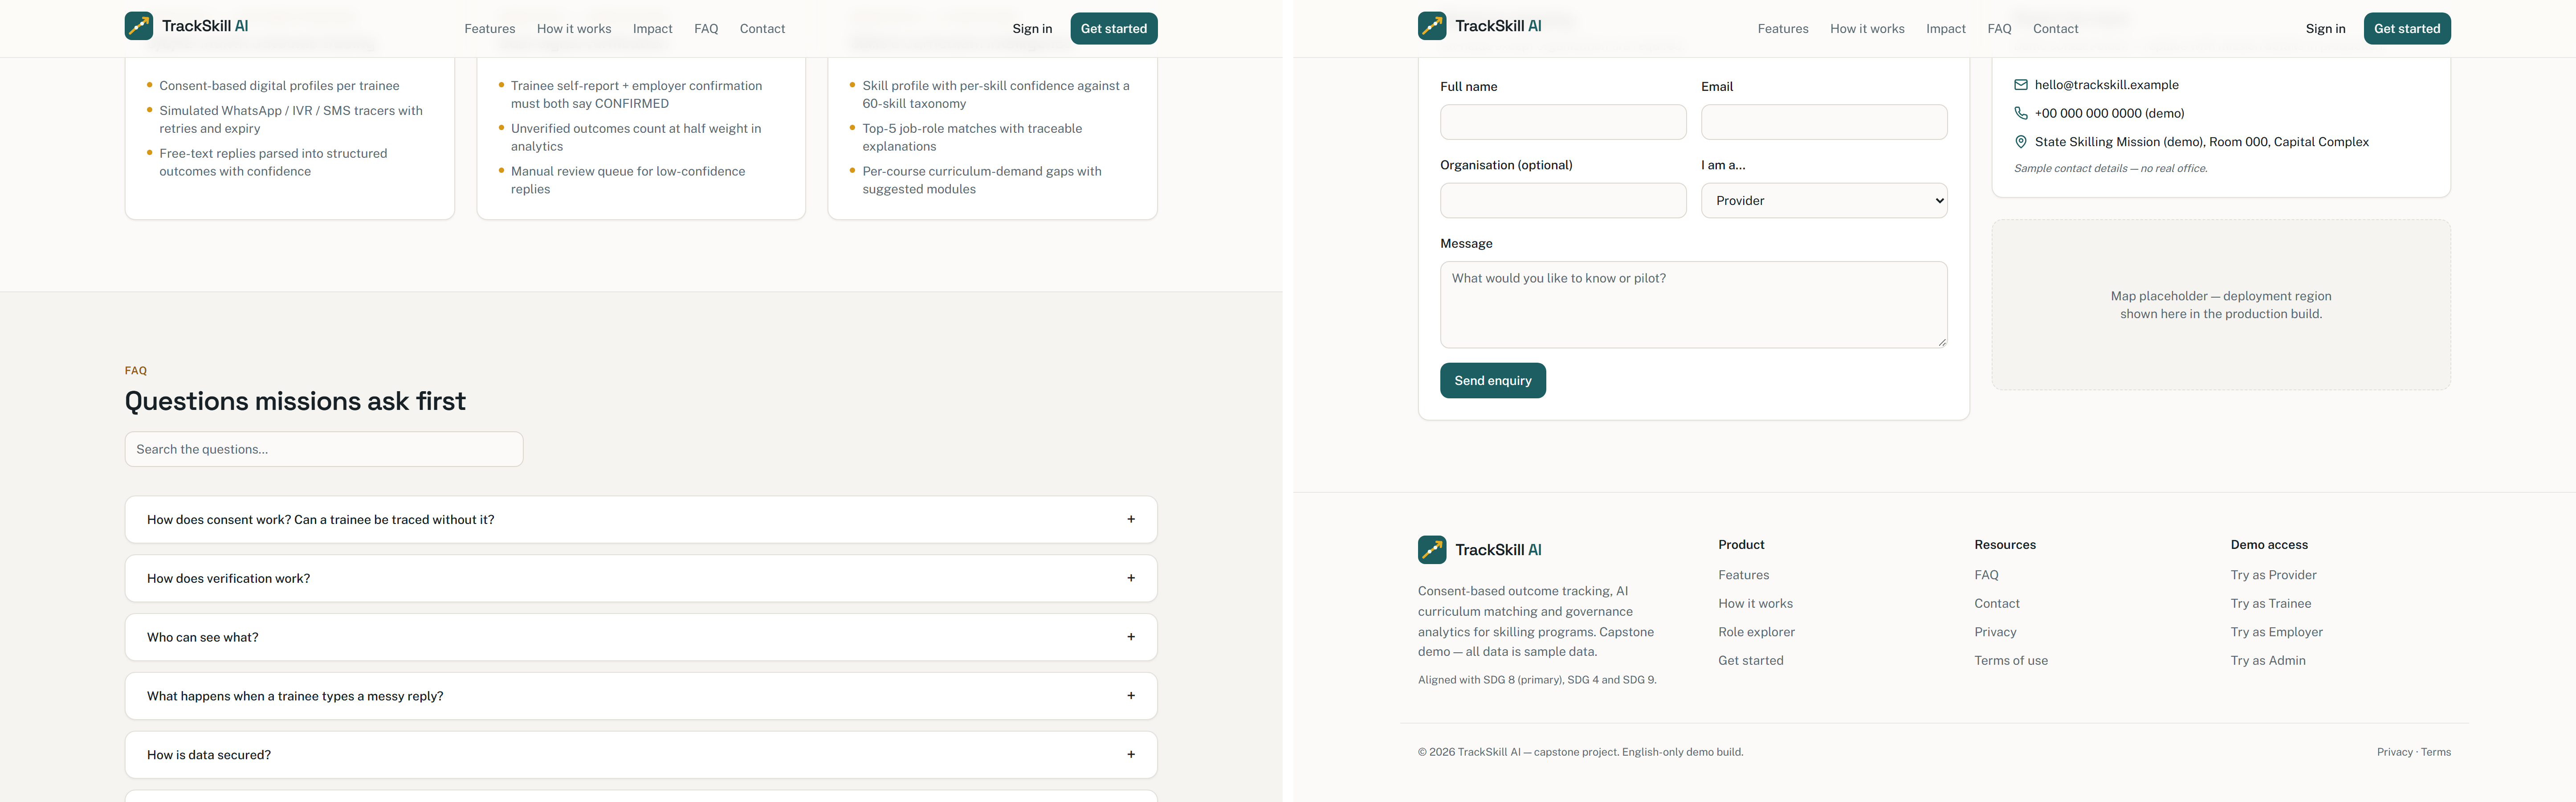 TrackSkill AI
Features
How it works
Impact
FAQ
Contact
Sign in
Get started
Consent-based digital profiles per trainee
Simulated WhatsApp / IVR / SMS tracers with
retries and expiry
Free-text replies parsed into structured
outcomes with confidence
Trainee self-report + employer confirmation
must both say CONFIRMED
Unverified outcomes count at half weight in
analytics
Manual review queue for low-confidence
replies
Skill profile with per-skill confidence against a
60-skill taxonomy
Top-5 job-role matches with traceable
explanations
Per-course curriculum-demand gaps with
suggested modules
FAQ
Questions missions ask first
Search the questions...
How does consent work? Can a trainee be traced without it?
+
How does verification work?
+
Who can see what?
+
What happens when a trainee types a messy reply?
+
How is data secured?
+
TrackSkill AI
Features
How it works
Impact
FAQ
Contact
Sign in
Get started
Full name
Email
Organisation (optional)
I am a...
Provider
Message
What would you like to know or pilot?
Send enquiry
hello@trackskill.example
+00 000 000 0000 (demo)
State Skilling Mission (demo), Room 000, Capital Complex
Sample contact details — no real office.
Map placeholder — deployment region
shown here in the production build.
TrackSkill AI
Consent-based outcome tracking, AI
curriculum matching and governance
analytics for skilling programs. Capstone
demo — all data is sample data.
Aligned with SDG 8 (primary), SDG 4 and SDG 9.
Product
Features
How it works
Role explorer
Get started
Resources
FAQ
Contact
Privacy
Terms of use
Demo access
Try as Provider
Try as Trainee
Try as Employer
Try as Admin
© 2026 TrackSkill AI — capstone project. English-only demo build.
Privacy · Terms